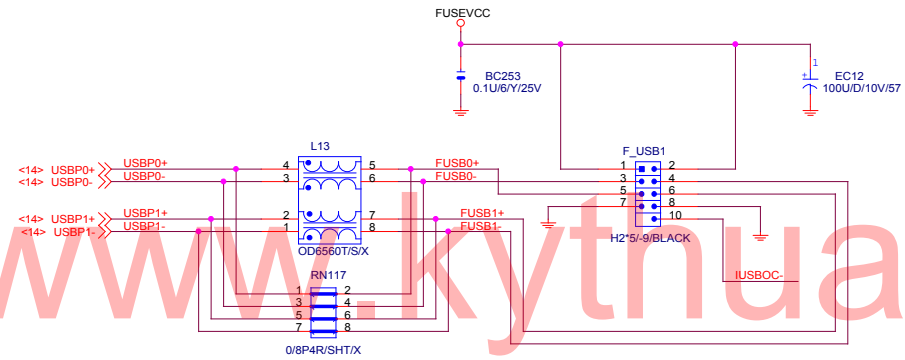 FUSEVCC
BC253
0.1U/6/Y/25V
1
+
EC12
100U/D/10V/57
L13
F_USB1
<14> USBP0+ USBP0+ 4 5 FUSB0+ 1 2
<14> USBP0- USBP0- 3 6 FUSB0- 3 4
5 6
<14> USBP1+ USBP1+ 2 7 FUSB1+ 7 8
<14> USBP1- USBP1- 1 8 FUSB1- 10
OD6560T/S/X
H2*5/-9/BLACK
RN117
1 2
3 4
5 6
7 8
IUSBOC-
0/8P4R/SHT/X
www.kythua